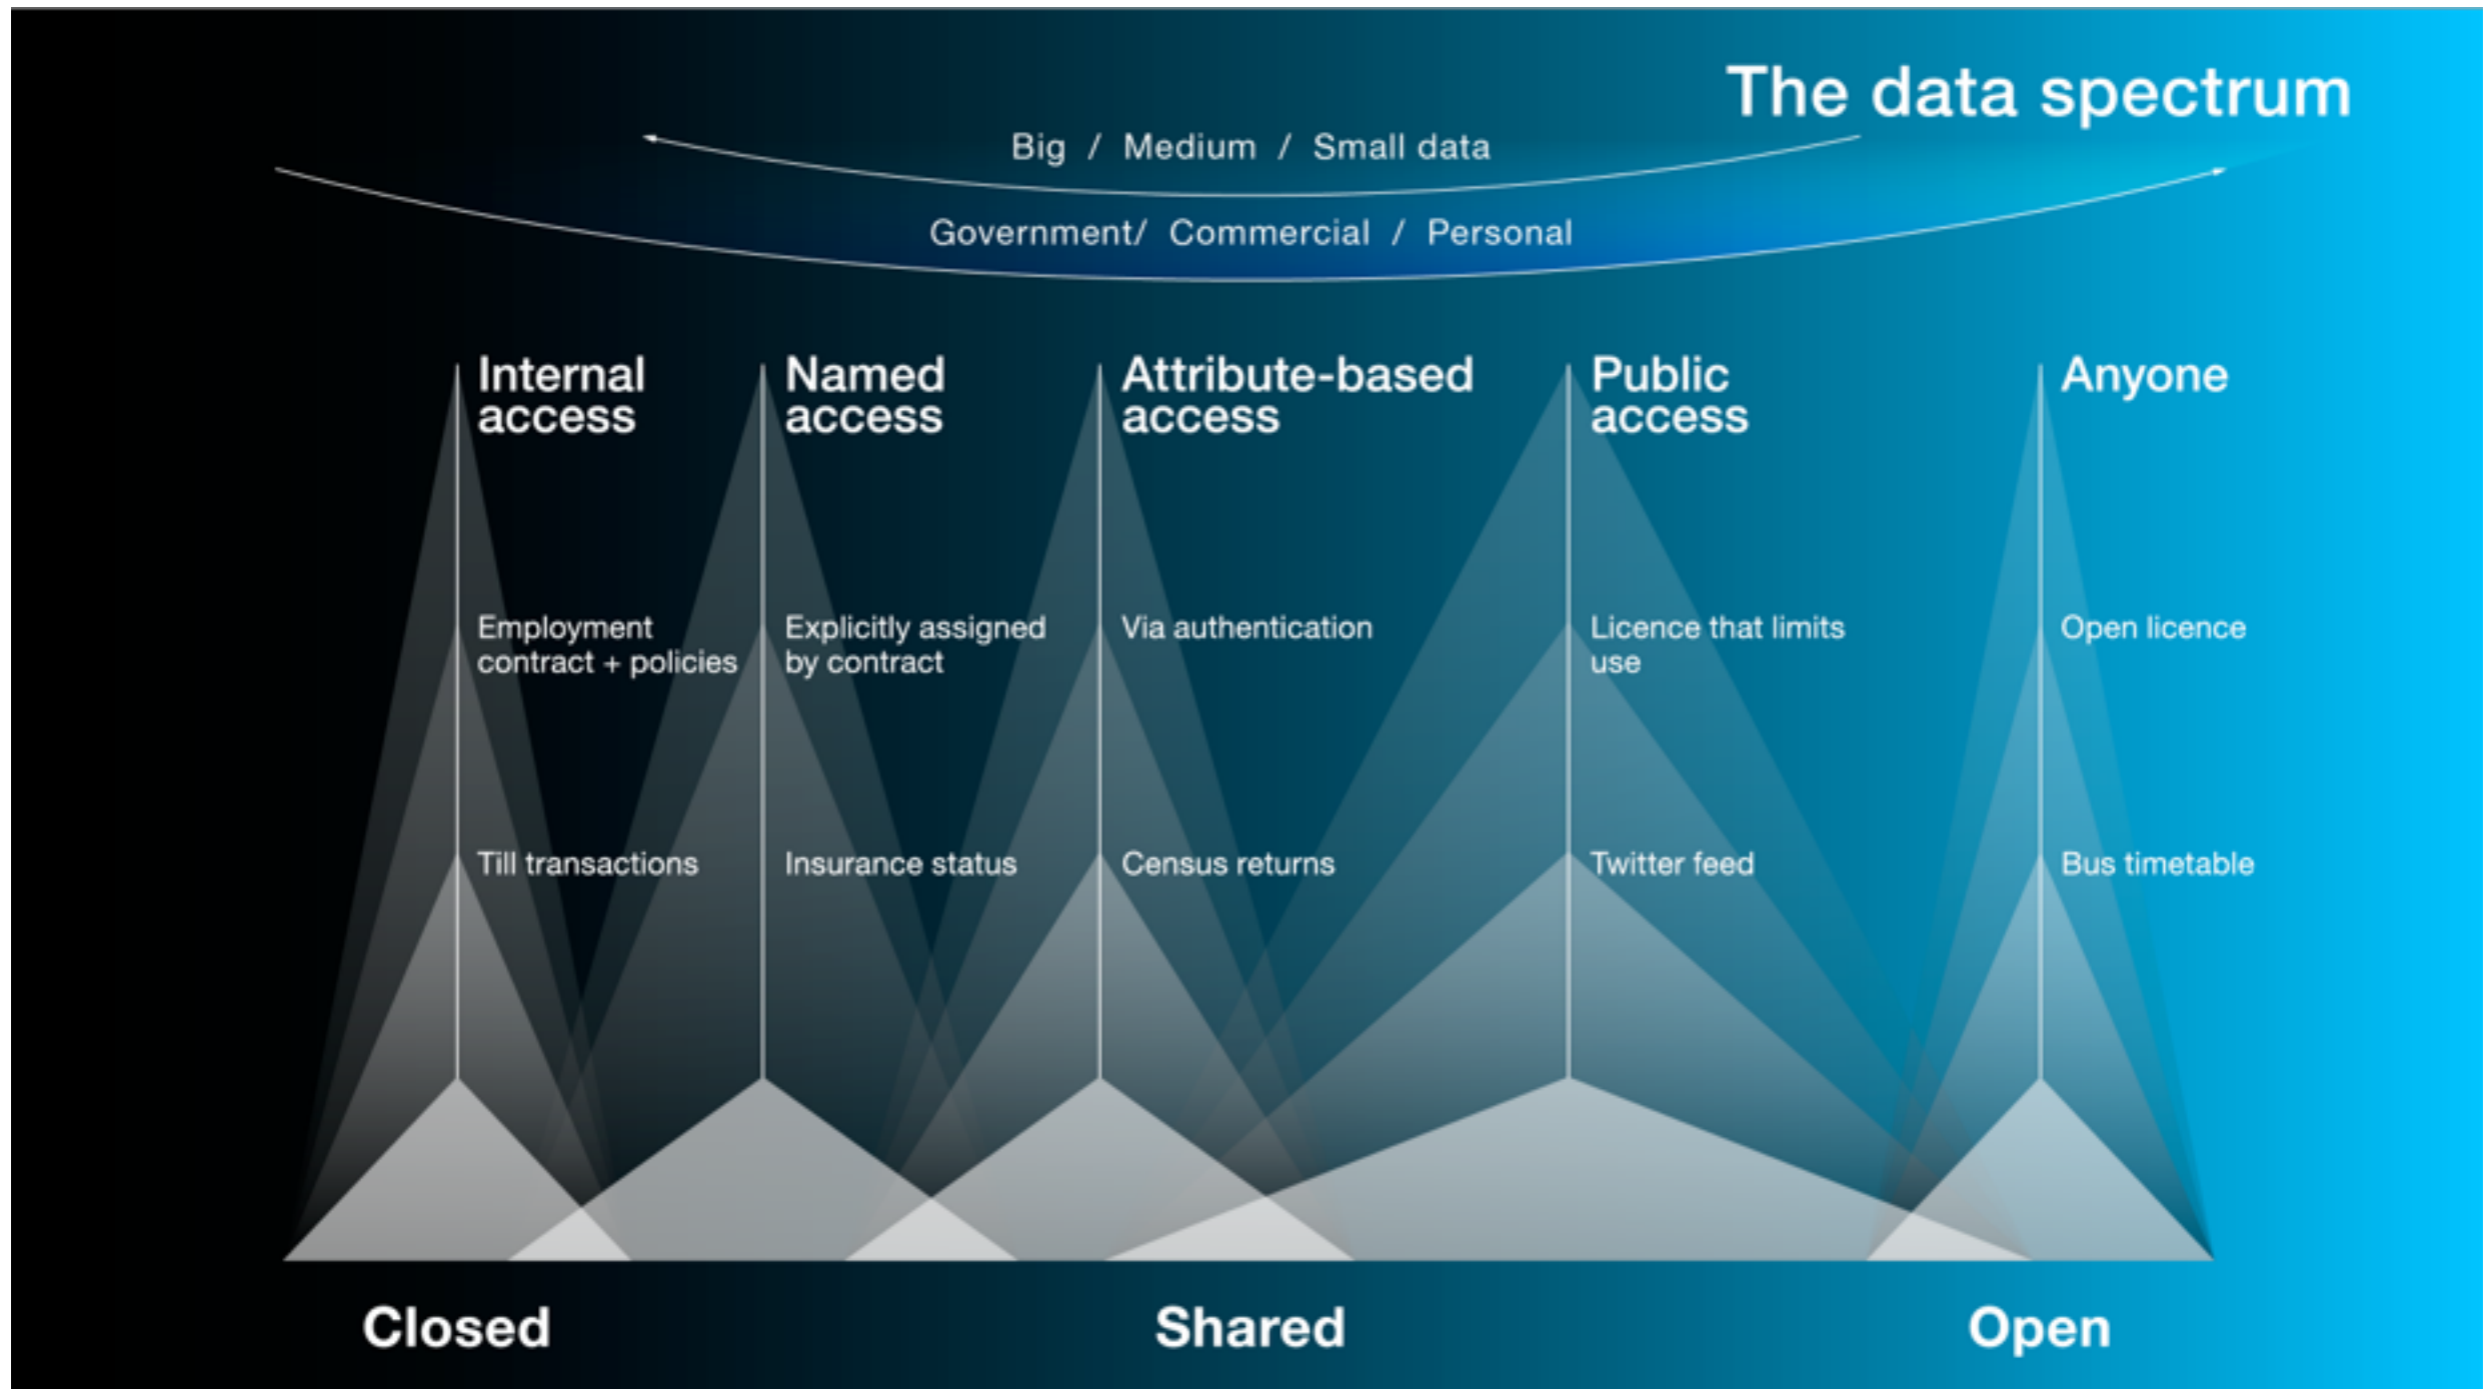 The data spectrum
Big / Medium / Small data
Government/ Commercial / Personal
Internal
access
Named
access
Attribute-based
access
Public
access
Anyone
Employment
contract + policies
Explicitly assigned
by contract
Via authentication
Licence that limits
use
Open licence
Till transactions
Insurance status
Census returns
Twitter feed
Bus timetable
Closed
Shared
Open